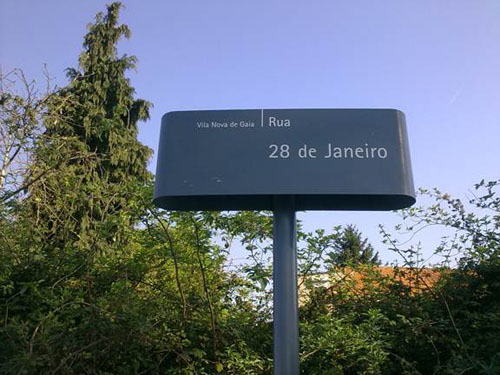 Vila Nova de Gaia | Rua
28 de Janeiro